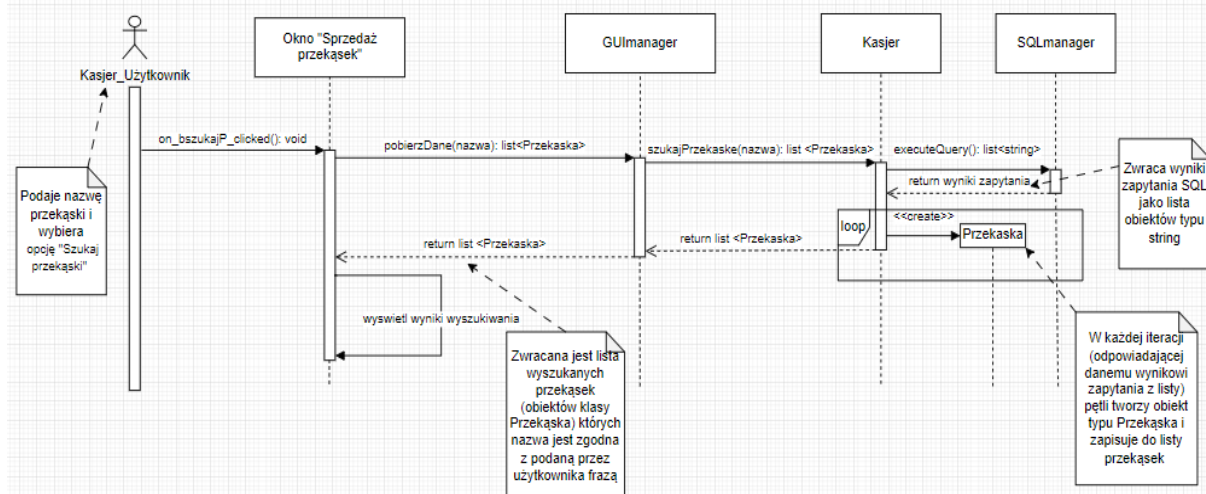 Kasjer_Użytkownik
Okno "Sprzedaż
przekąsek"
GUImanager
Kasjer
SQLmanager
on_bszukajP_clicked(): void
pobierzDane(nazwa): list<Przekaska>
szukajPrzekaske(nazwa): list <Przekaska>
executeQuery(): list<string>
return wyniki zapytania
Zwraca wyniki
zapytania SQL
jako lista
obiektów typu
string
Podaje nazwę
przekąski i
wybiera
opcję "Szukaj
przekąski"
loop
<<create>>
Przekaska
return list <Przekaska>
return list <Przekaska>
wyswietl wyniki wyszukiwania
Zwracana jest lista
wyszukanych
przekąsek
(obiektów klasy
Przekąska) których
nazwa jest zgodna
z podaną przez
użytkownika frazą
W każdej iteracji
(odpowiadającej
danemu wynikowi
zapytania z listy)
pętli tworzy obiekt
typu Przekąska i
zapisuje do listy
przekąsek